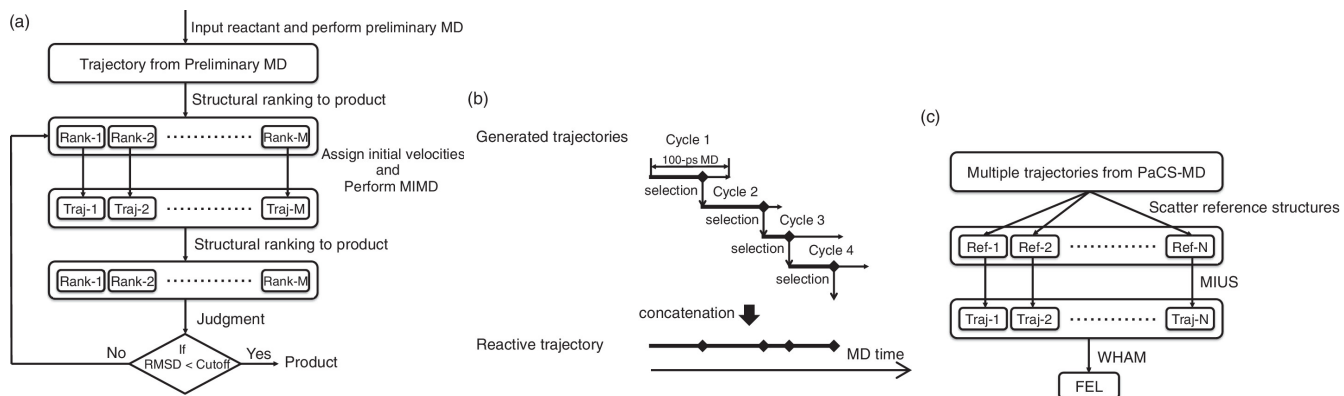 (a)
Input reactant and perform preliminary MD
Trajectory from Preliminary MD
Structural ranking to product
Rank-1 Rank-2 ············· Rank-M
Assign initial velocities
and
Perform MIMD
Traj-1 Traj-2 ············· Traj-M
Structural ranking to product
Rank-1 Rank-2 ············· Rank-M
Judgment
If
RMSD < Cutoff
No
Yes
Product
(b)
Generated trajectories
Cycle 1
100-ps MD
selection
Cycle 2
selection
Cycle 3
selection
Cycle 4
selection
concatenation
Reactive trajectory
MD time
(c)
Multiple trajectories from PaCS-MD
Scatter reference structures
Ref-1 Ref-2 ············· Ref-N
MIUS
Traj-1 Traj-2 ············· Traj-N
WHAM
FEL